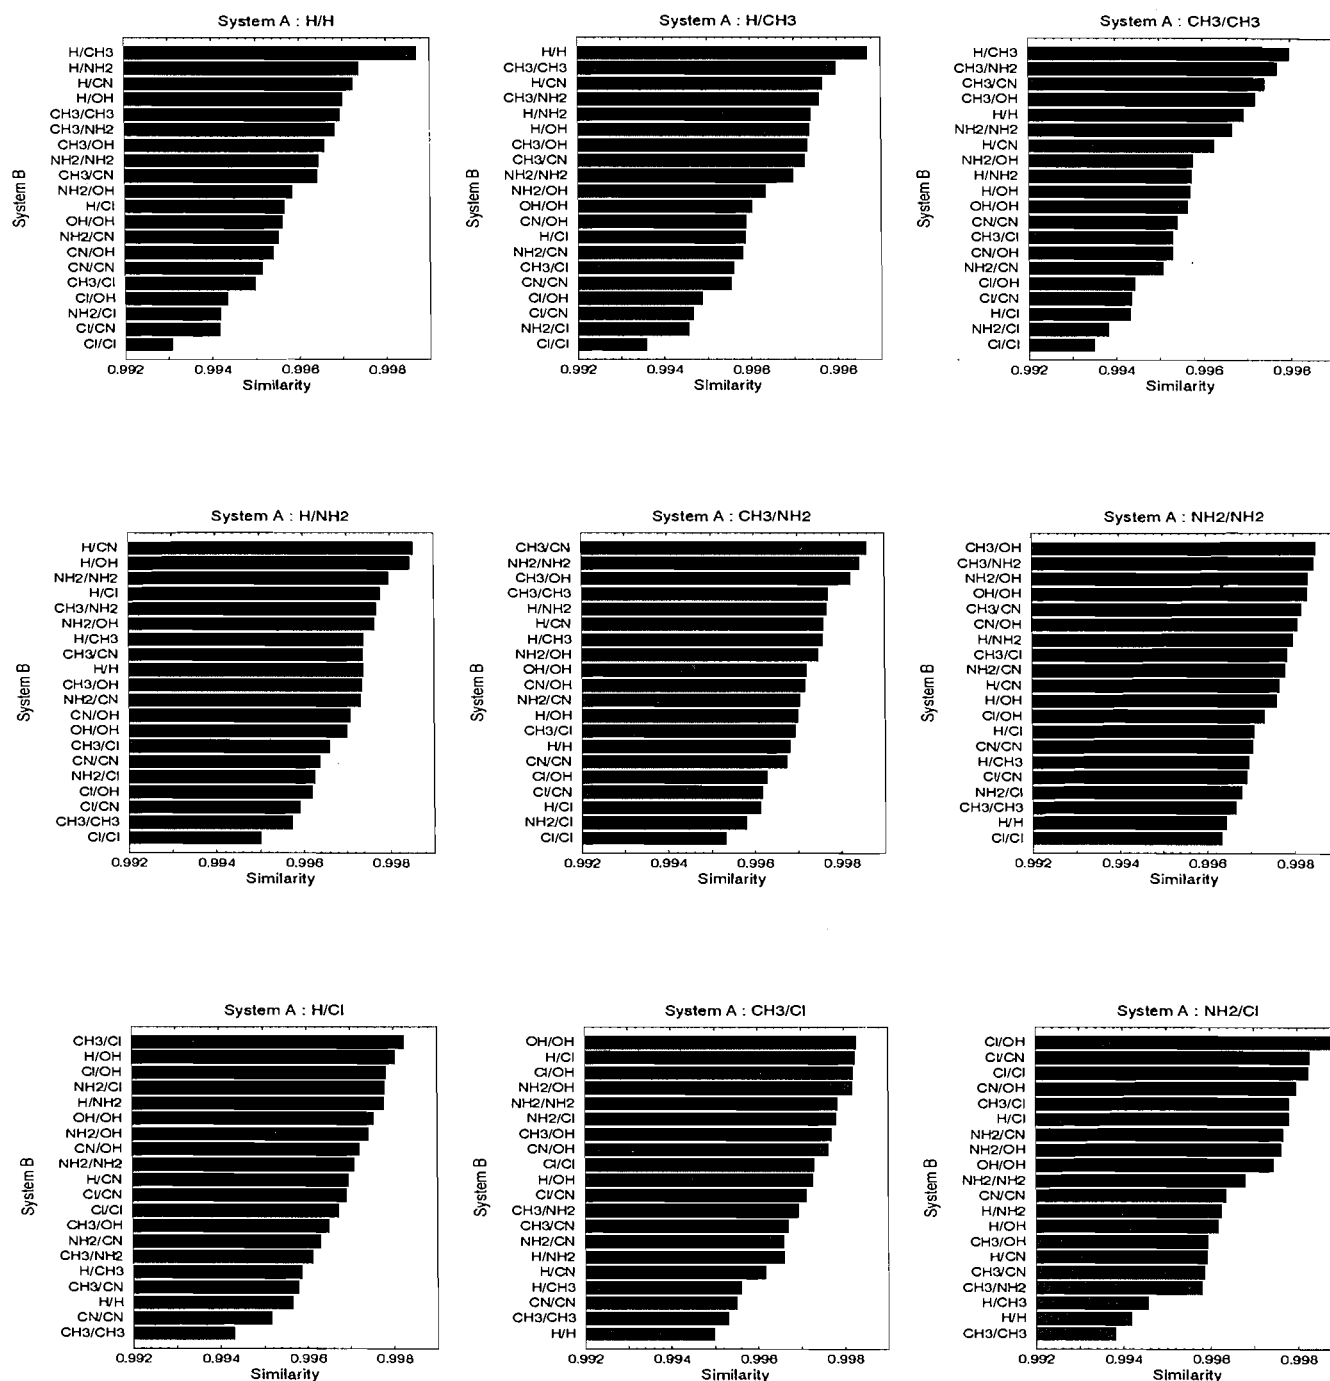 System A : H/H
H/CH3
H/NH2
H/CN
H/OH
CH3/CH3
CH3/NH2
CH3/OH
NH2/NH2
CH3/CN
NH2/OH
H/Cl
OH/OH
NH2/CN
CN/OH
CN/CN
CH3/Cl
Cl/OH
NH2/Cl
Cl/CN
Cl/Cl
System B
0.992 0.994 0.996 0.998
Similarity
System A : H/CH3
H/H
CH3/CH3
H/CN
CH3/NH2
H/NH2
H/OH
CH3/OH
CH3/CN
NH2/NH2
NH2/OH
OH/OH
CN/OH
H/Cl
NH2/CN
CH3/Cl
CN/CN
Cl/OH
Cl/CN
NH2/Cl
Cl/Cl
System B
0.992 0.994 0.996 0.996
Similarity
System A : CH3/CH3
H/CH3
CH3/NH2
CH3/CN
CH3/OH
H/H
NH2/NH2
H/CN
NH2/OH
H/NH2
H/OH
OH/OH
CN/CN
CH3/Cl
CN/OH
NH2/CN
Cl/OH
Cl/CN
H/Cl
NH2/Cl
Cl/Cl
System B
0.992 0.994 0.996 0.996
Similarity
System A : H/NH2
H/CN
H/OH
NH2/NH2
H/Cl
CH3/NH2
NH2/OH
H/CH3
CH3/CN
H/H
CH3/OH
NH2/CN
CN/OH
OH/OH
CH3/Cl
CN/CN
NH2/Cl
Cl/OH
Cl/CN
CH3/CH3
Cl/Cl
System B
0.992 0.994 0.996 0.998
Similarity
System A : CH3/NH2
CH3/CN
NH2/NH2
CH3/OH
CH3/CH3
H/NH2
H/CN
H/CH3
NH2/OH
OH/OH
CN/OH
NH2/CN
H/OH
CH3/Cl
H/H
CN/CN
Cl/OH
Cl/CN
H/Cl
NH2/Cl
Cl/Cl
System B
0.992 0.994 0.996 0.998
Similarity
System A : NH2/NH2
CH3/OH
CH3/NH2
NH2/OH
OH/OH
CH3/CN
CN/OH
H/NH2
CH3/Cl
NH2/CN
H/CN
H/OH
Cl/OH
H/Cl
CN/CN
H/CH3
Cl/CN
NH2/Cl
CH3/CH3
H/H
Cl/Cl
System B
0.992 0.994 0.996 0.998
Similarity
System A : H/Cl
CH3/Cl
H/OH
Cl/OH
NH2/Cl
H/NH2
OH/OH
NH2/OH
CN/OH
NH2/NH2
H/CN
Cl/CN
Cl/Cl
CH3/OH
NH2/CN
CH3/NH2
H/CH3
CH3/CN
H/H
CN/CN
CH3/CH3
System B
0.992 0.994 0.996 0.998
Similarity
System A : CH3/Cl
OH/OH
H/Cl
Cl/OH
NH2/OH
NH2/NH2
NH2/Cl
CH3/OH
CN/OH
Cl/Cl
H/OH
Cl/CN
CH3/NH2
CH3/CN
NH2/CN
H/NH2
H/CN
H/CH3
CN/CN
CH3/CH3
H/H
System B
0.992 0.994 0.996 0.998
Similarity
System A : NH2/Cl
Cl/OH
Cl/CN
Cl/Cl
CN/OH
CH3/Cl
H/Cl
NH2/CN
NH2/OH
OH/OH
NH2/NH2
CN/CN
H/NH2
H/OH
CH3/OH
H/CN
CH3/CN
CH3/NH2
H/CH3
H/H
CH3/CH3
System B
0.992 0.994 0.996 0.998
Similarity